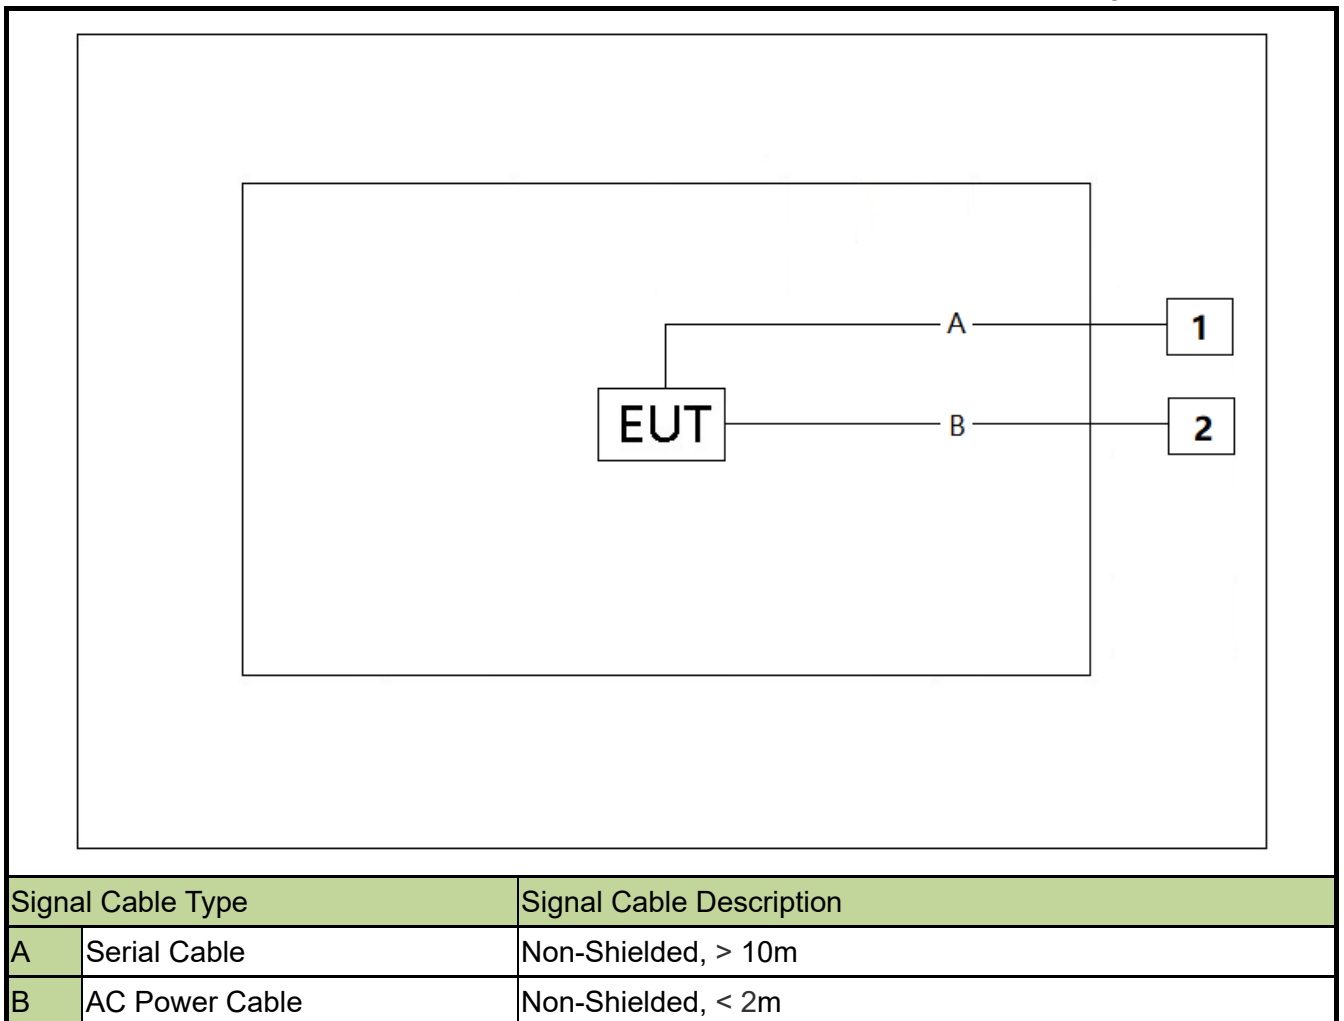 A
1
EUT
B
2
Signal Cable Type Signal Cable Description
A Serial Cable Non-Shielded, > 10m
B AC Power Cable Non-Shielded, < 2m